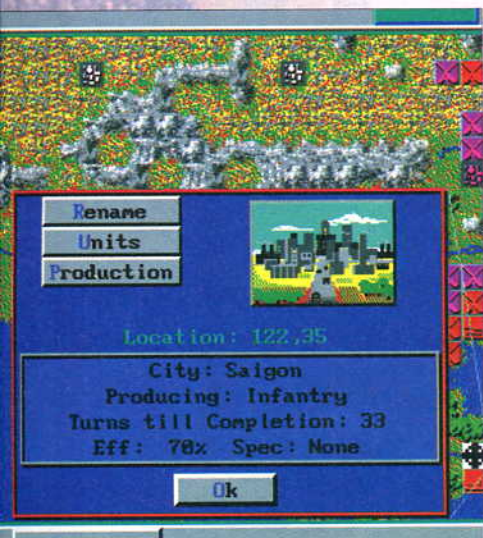 Rename
Units
Production
Location: 122,35
City: Saigon
Producing: Infantry
Turns till Completion: 33
Eff: 70% Spec: None
Ok